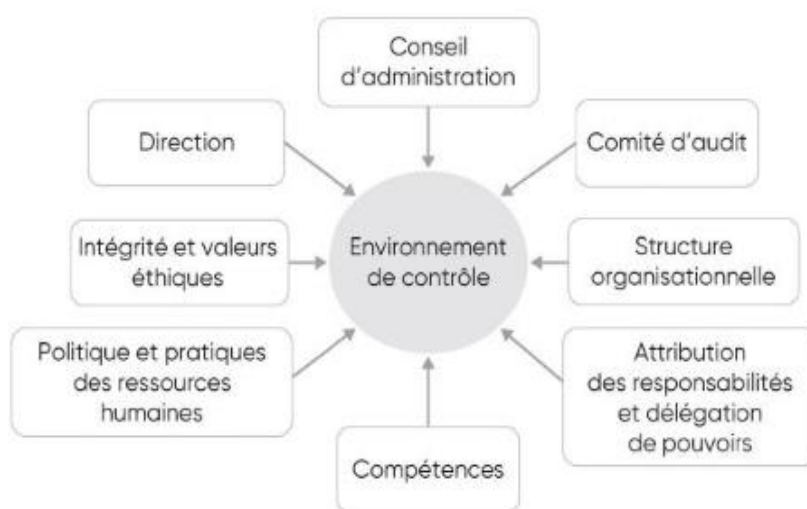 Conseil
d'administration
Direction
Comité d'audit
Intégrité et valeurs
éthiques
Environnement
de contrôle
Structure
organisationnelle
Politique et pratiques
des ressources
humaines
Attribution
des responsabilités
et délégation
de pouvoirs
Compétences